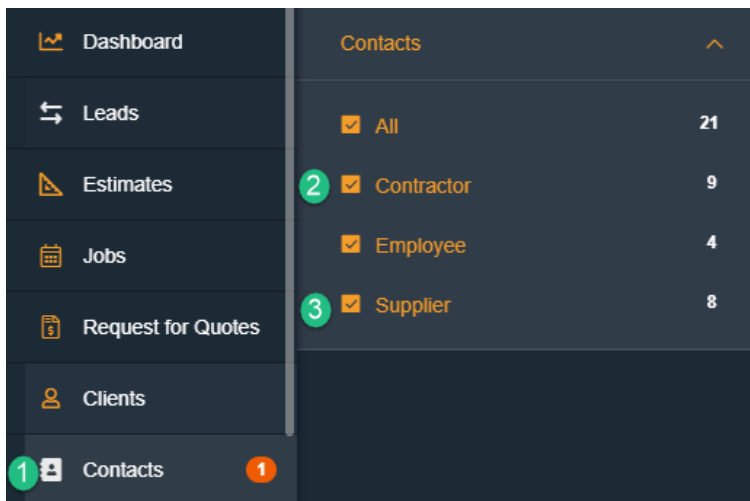 Dashboard
Leads
Estimates
Jobs
Request for Quotes
Clients
1 Contacts 1
Contacts
All 21
2 Contractor 9
Employee 4
3 Supplier 8